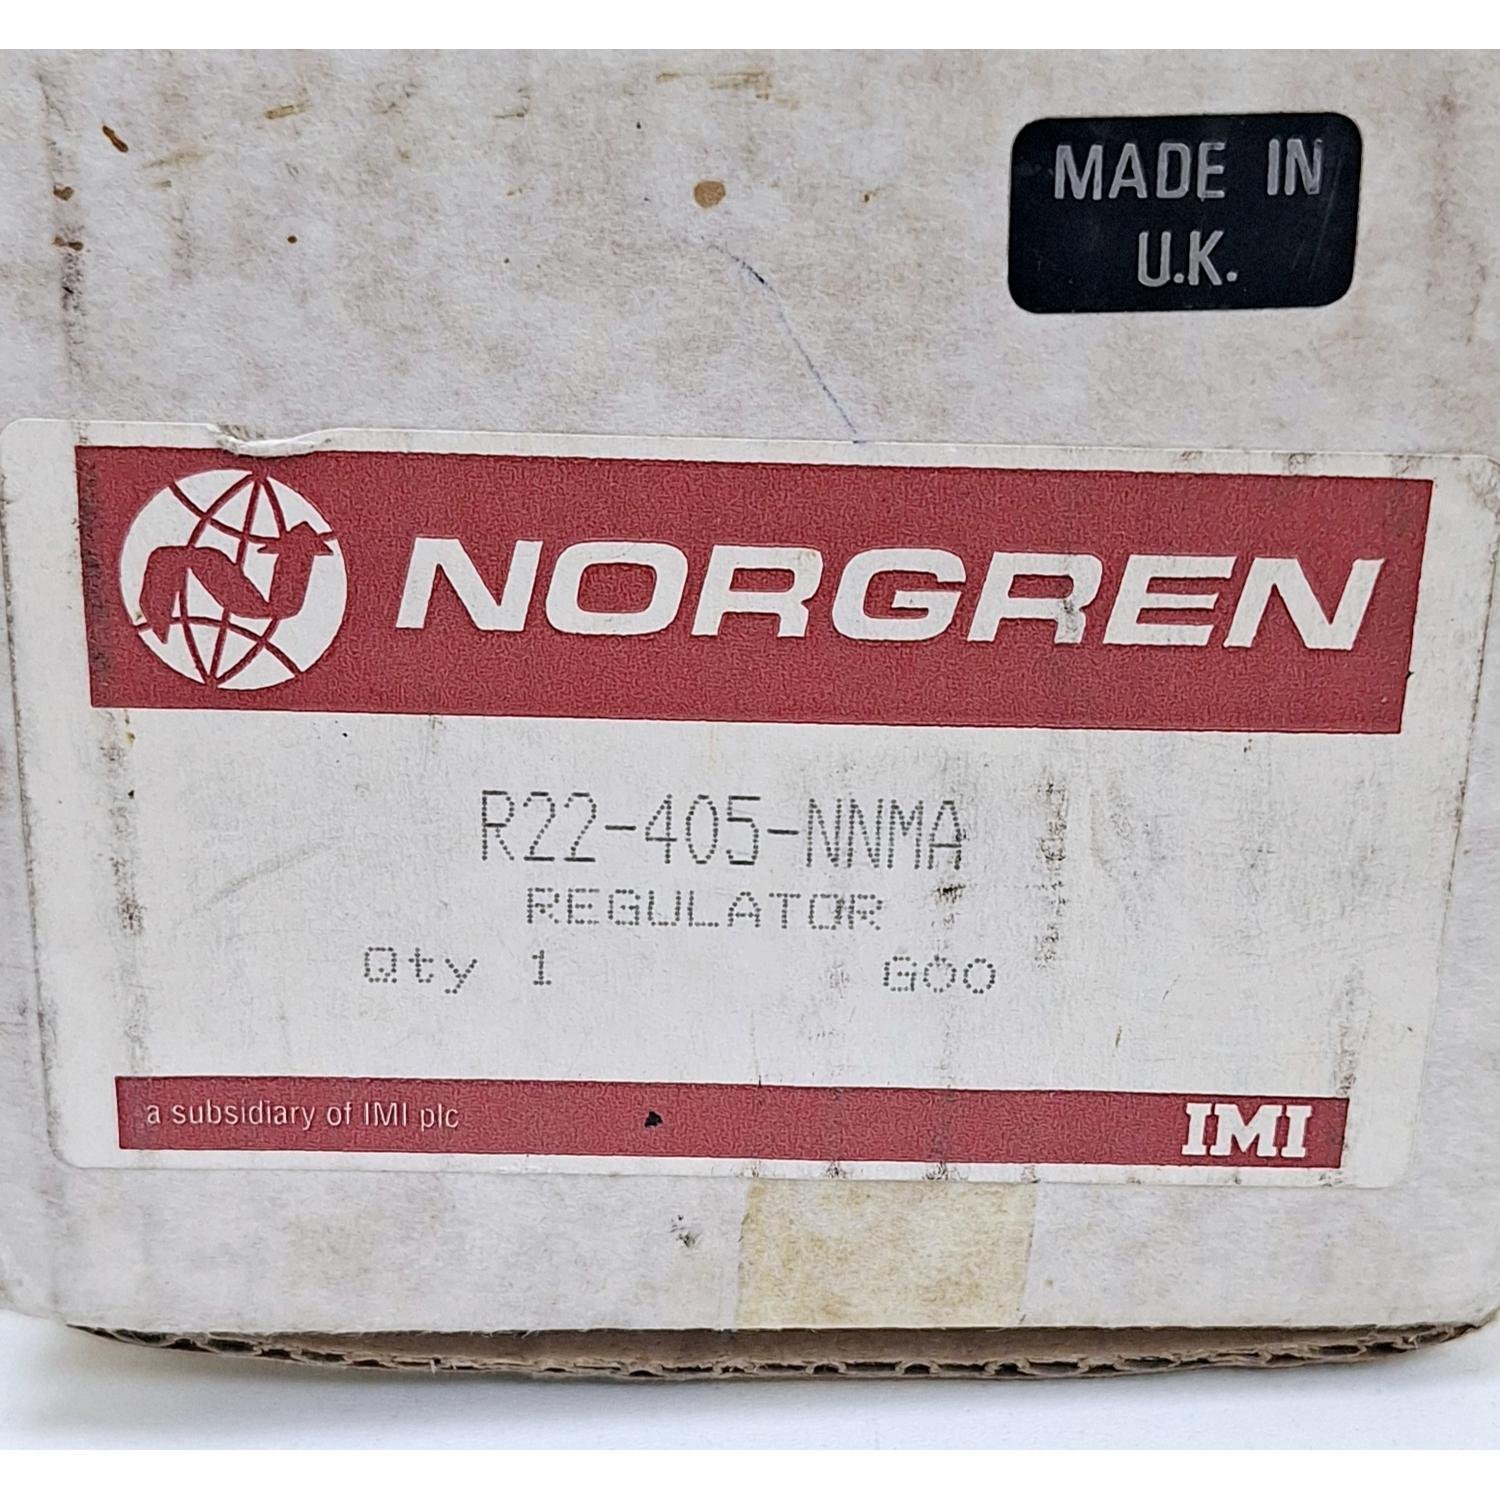 MADE IN
U.K.
NORGREN
R22-405-NNMA
REGULATOR
Qty 1 G00
a subsidiary of IMI plc IMI